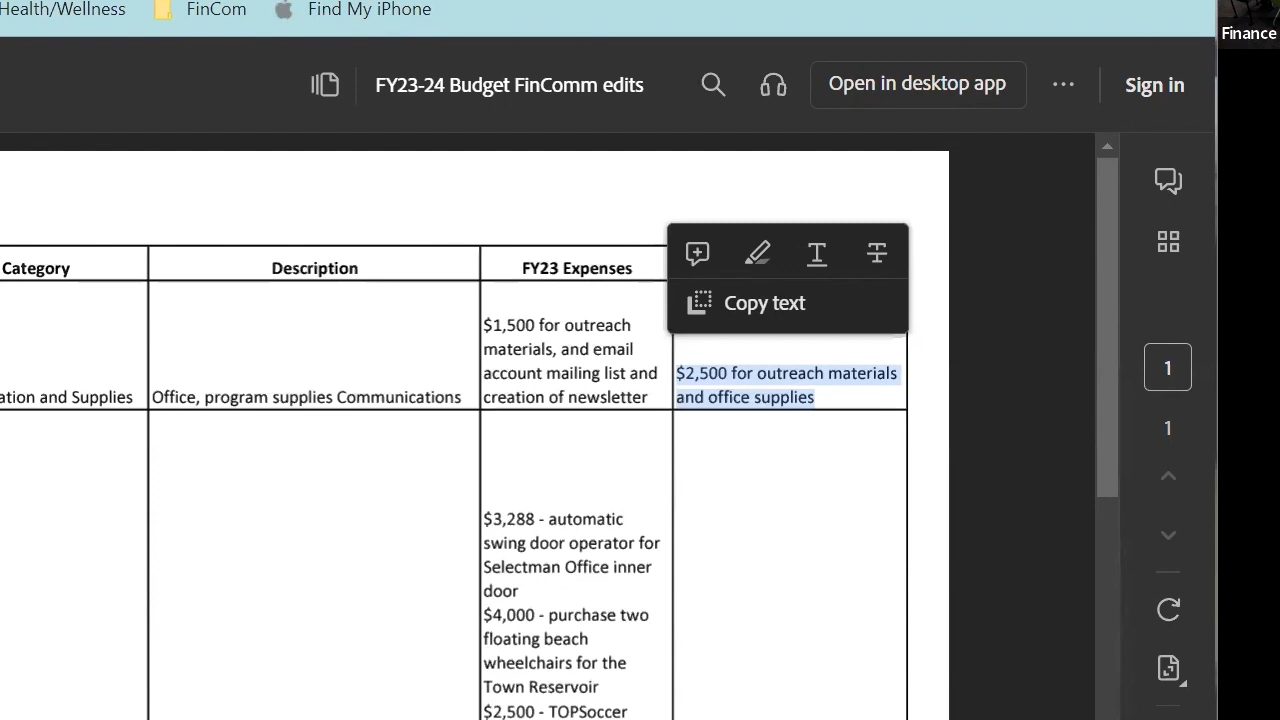 Health/Wellness FinCom Find My iPhone
Finance
FY23-24 Budget FinComm edits Open in desktop app Sign in
Category Description FY23 Expenses
Copy text
ation and Supplies Office, program supplies Communications
$1,500 for outreach
materials, and email
account mailing list and
creation of newsletter
$2,500 for outreach materials
and office supplies
$3,288 - automatic
swing door operator for
Selectman Office inner
door
$4,000 - purchase two
floating beach
wheelchairs for the
Town Reservoir
$2,500 - TOPSoccer
1
1